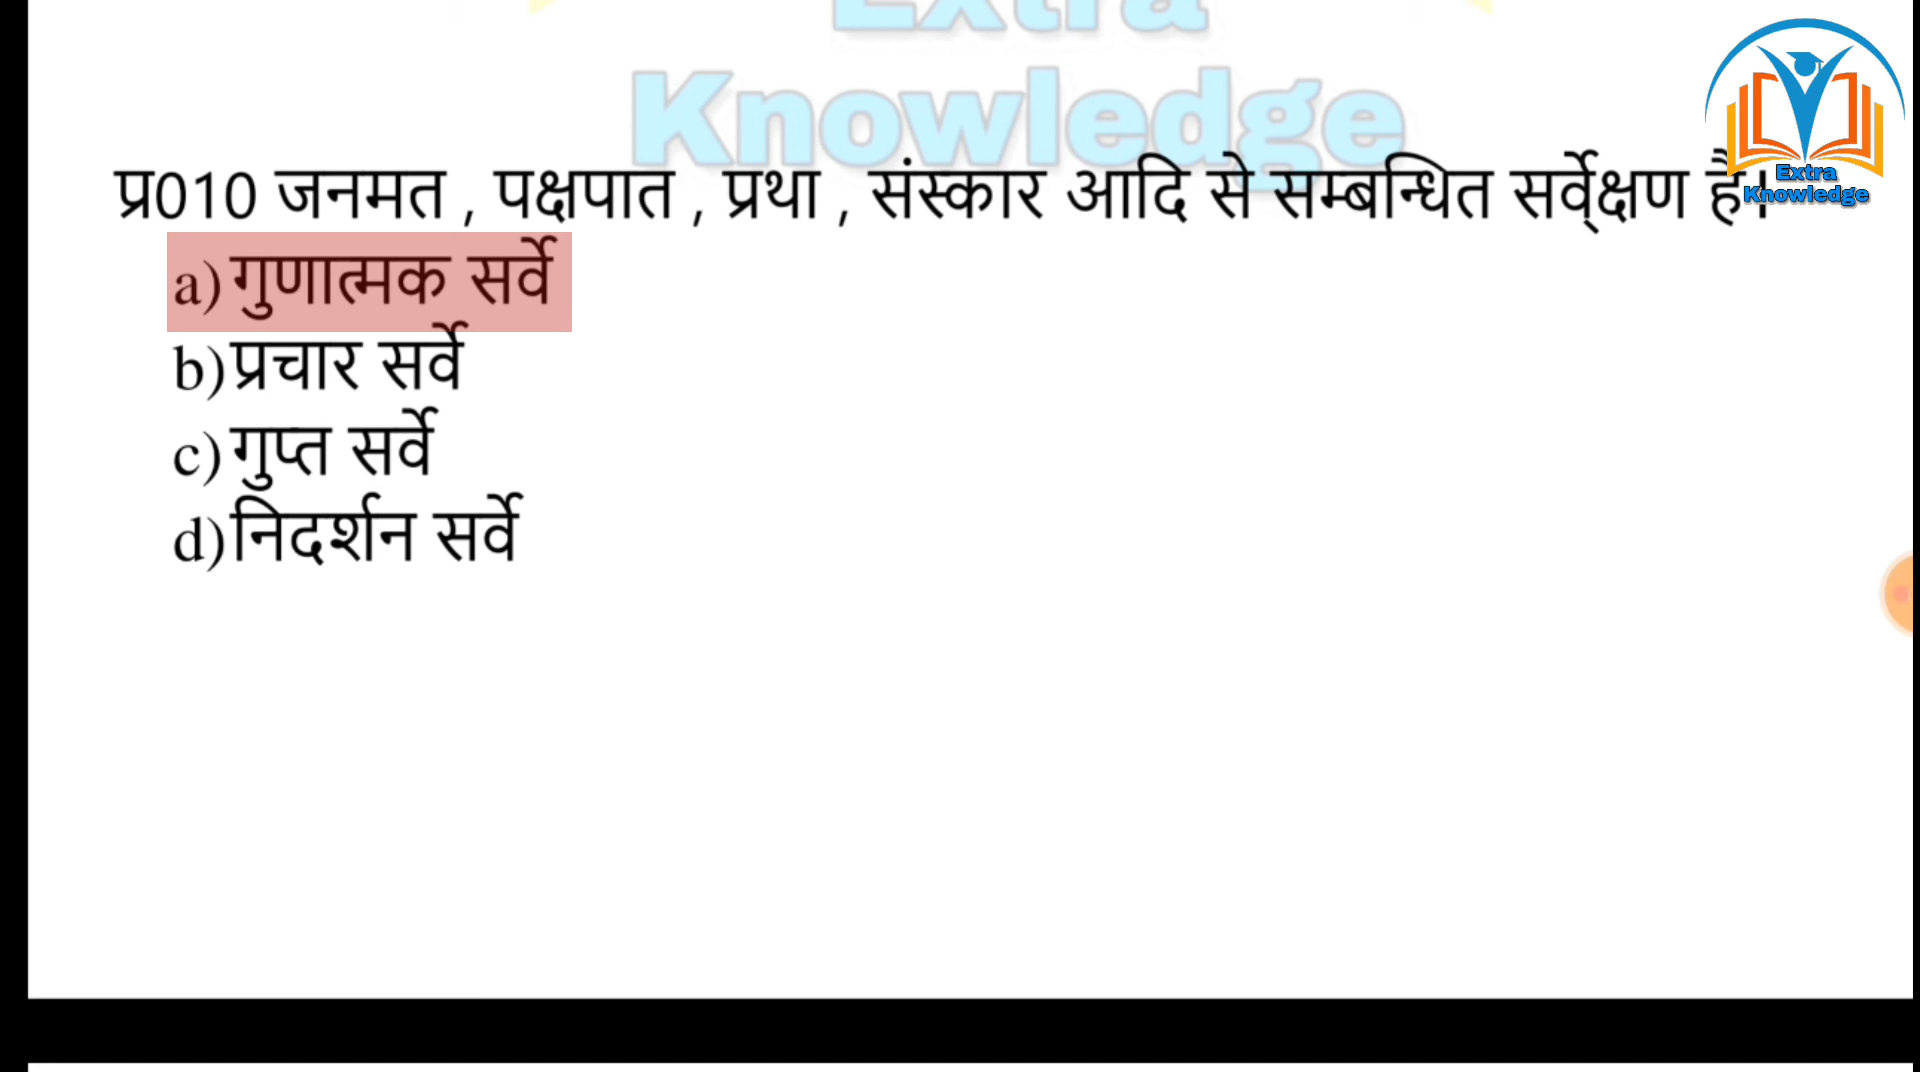 Extra
Knowledge
Extra
Knowledge
प्र010 जनमत , पक्षपात , प्रथा , संस्कार आदि से सम्बन्धित सर्वे्क्षण है।
a) गुणात्मक सर्वे
b) प्रचार सर्वे
c) गुप्त सर्वे
d) निदर्शन सर्वे